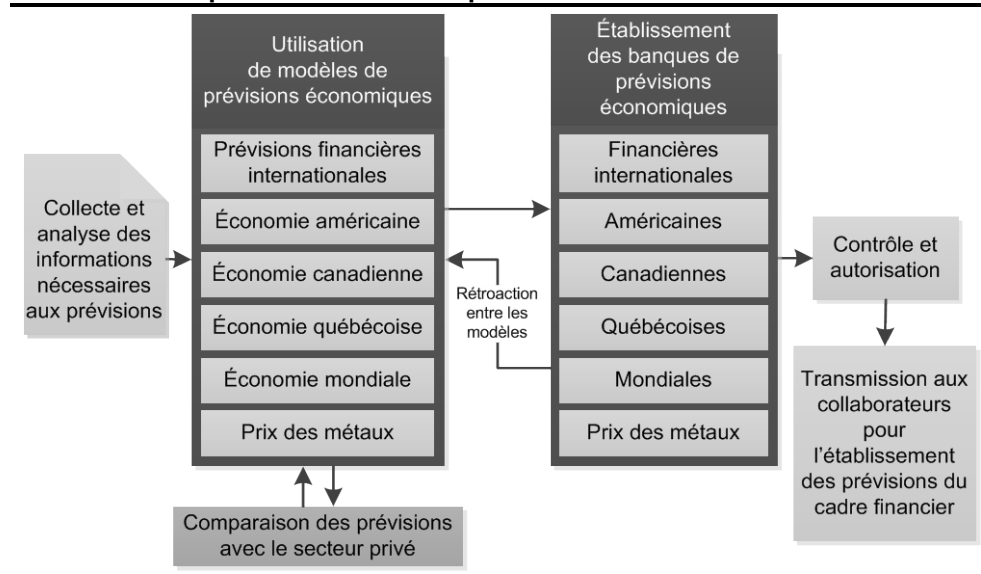 Collecte et
analyse des
informations
nécessaires
aux prévisions
Utilisation
de modèles de
prévisions économiques
Prévisions financières
internationales
Économie américaine
Économie canadienne
Économie québécoise
Économie mondiale
Prix des métaux
Comparaison des prévisions
avec le secteur privé
Rétroaction
entre les
modèles
Établissement
des banques de
prévisions
économiques
Financières
internationales
Américaines
Canadiennes
Québécoises
Mondiales
Prix des métaux
Contrôle et
autorisation
Transmission aux
collaborateurs
pour
l'établissement
des prévisions du
cadre financier